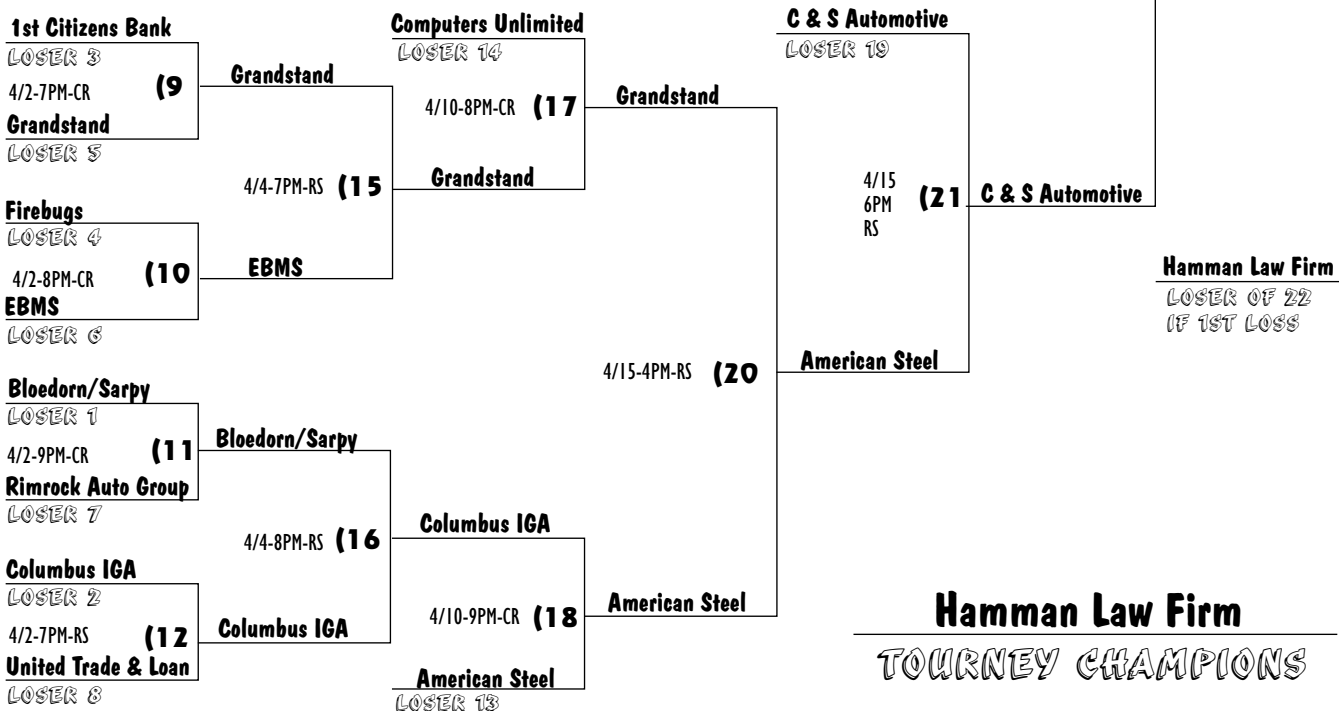 1st Citizens Bank
LOSER 3
4/2-7PM-CR
(9
Grandstand
LOSER 5
Grandstand
4/4-7PM-RS
(15
Firebugs
LOSER 4
4/2-8PM-CR
(10
EBMS
LOSER 6
EBMS
Bloedorn/Sarpy
LOSER 1
4/2-9PM-CR
(11
Rimrock Auto Group
LOSER 7
Bloedorn/Sarpy
4/4-8PM-RS
(16
Columbus IGA
LOSER 2
4/2-7PM-RS
(12
United Trade & Loan
LOSER 8
Columbus IGA
Computers Unlimited
LOSER 14
4/10-8PM-CR
(17
Grandstand
Grandstand
Columbus IGA
4/10-9PM-CR
(18
American Steel
LOSER 13
American Steel
4/15-4PM-RS
(20
C & S Automotive
LOSER 19
4/15
6PM
RS
(21
American Steel
C & S Automotive
Hamman Law Firm
LOSER OF 22
IF 1ST LOSS
Hamman Law Firm
TOURNEY CHAMPIONS